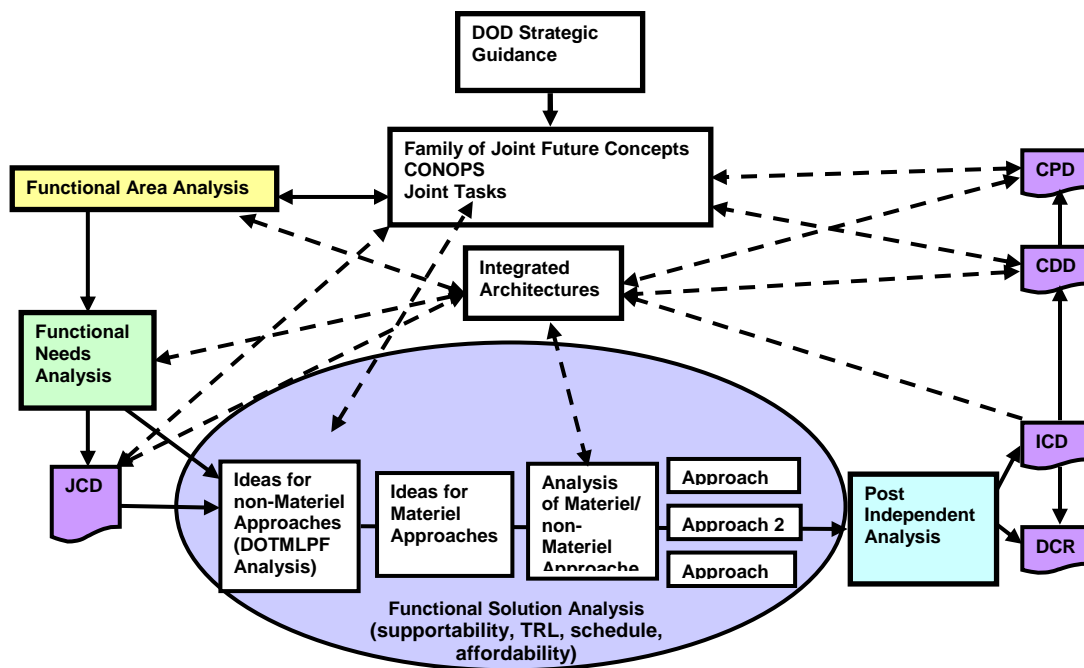 DOD Strategic
Guidance
Family of Joint Future Concepts
CONOPS
Joint Tasks
Functional Area Analysis
CPD
Integrated
Architectures
CDD
Functional
Needs
Analysis
JCD
Ideas for
non-Materiel
Approaches
(DOTMLPF
Analysis)
Ideas for
Materiel
Approaches
Analysis
of Materiel/
non-
Materiel
Approache
Approach
Approach 2
Approach
Post
Independent
Analysis
ICD
DCR
Functional Solution Analysis
(supportability, TRL, schedule,
affordability)